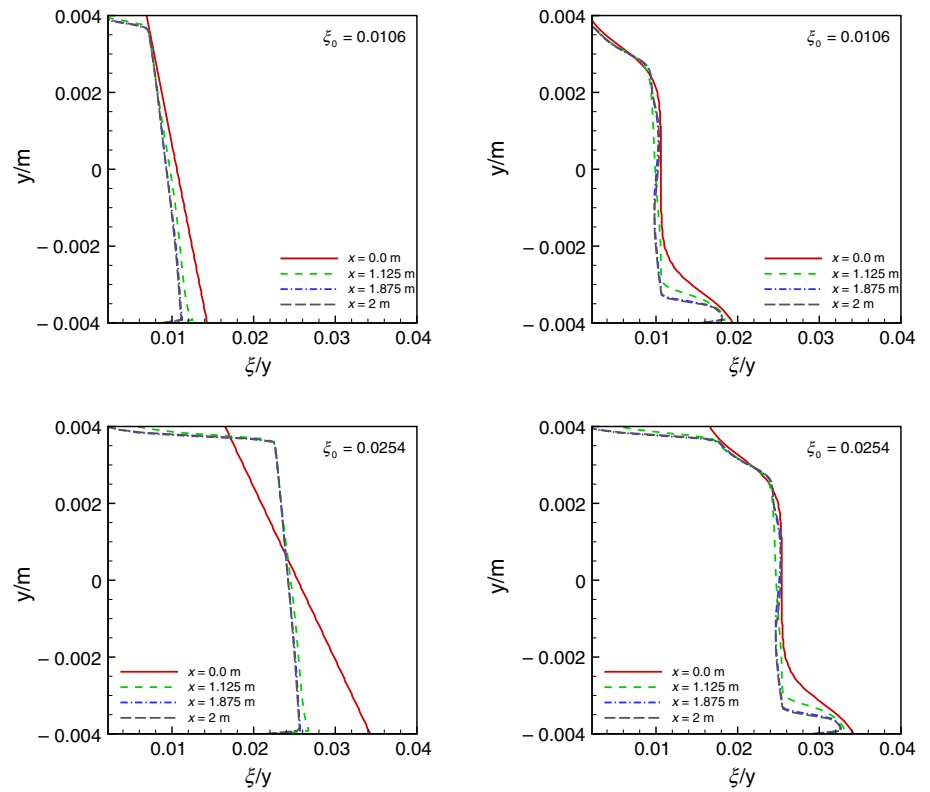 ξ₀ = 0.0106
0.004
0.002
0
−0.002
−0.004
y/m
x = 0.0 m
x = 1.125 m
x = 1.875 m
x = 2 m
0.01 0.02 0.03 0.04
ξ/y
ξ₀ = 0.0106
0.004
0.002
0
−0.002
−0.004
y/m
x = 0.0 m
x = 1.125 m
x = 1.875 m
x = 2 m
0.01 0.02 0.03 0.04
ξ/y
ξ₀ = 0.0254
0.004
0.002
0
−0.002
−0.004
y/m
x = 0.0 m
x = 1.125 m
x = 1.875 m
x = 2 m
0.01 0.02 0.03 0.04
ξ/y
ξ₀ = 0.0254
0.004
0.002
0
−0.002
−0.004
y/m
x = 0.0 m
x = 1.125 m
x = 1.875 m
x = 2 m
0.01 0.02 0.03 0.04
ξ/y